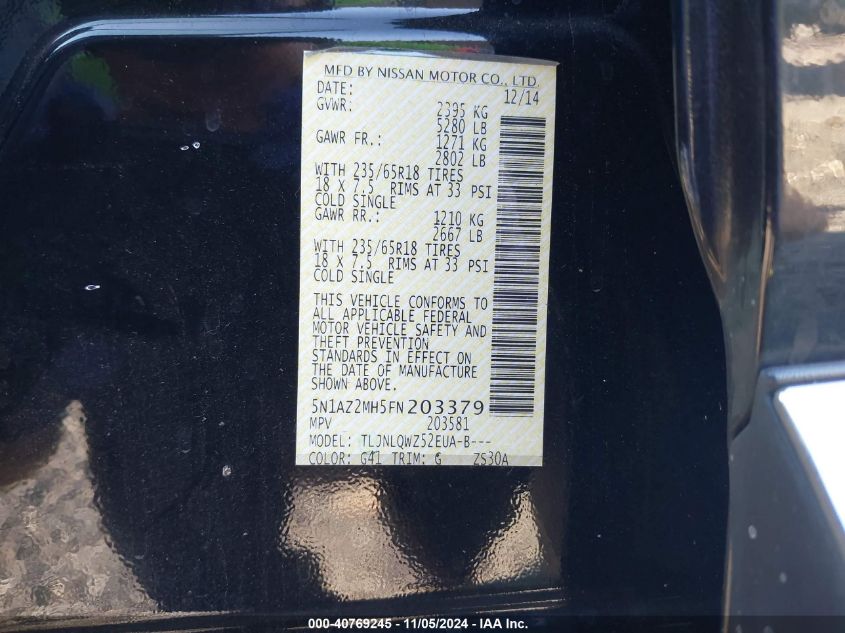 MFD BY NISSAN MOTOR CO., LTD.
DATE: 12/14
GVWR: 2395 KG
5280 LB
GAWR FR.: 1271 KG
2802 LB
WITH 235/65R18 TIRES
18 X 7.5 RIMS AT 33 PSI
COLD SINGLE
GAWR RR.: 1210 KG
2667 LB
WITH 235/65R18 TIRES
18 X 7.5 RIMS AT 33 PSI
COLD SINGLE
THIS VEHICLE CONFORMS TO
ALL APPLICABLE FEDERAL
MOTOR VEHICLE SAFETY AND
THEFT PREVENTION
STANDARDS IN EFFECT ON
THE DATE OF MANUFACTURE
SHOWN ABOVE.
5N1AZ2MH5FN203379
MPV 203581
MODEL: TLJNLQWZ52EUA-B---
COLOR: G41 TRIM: G ZS30A
000-40769245 - 11/05/2024 - IAA Inc.